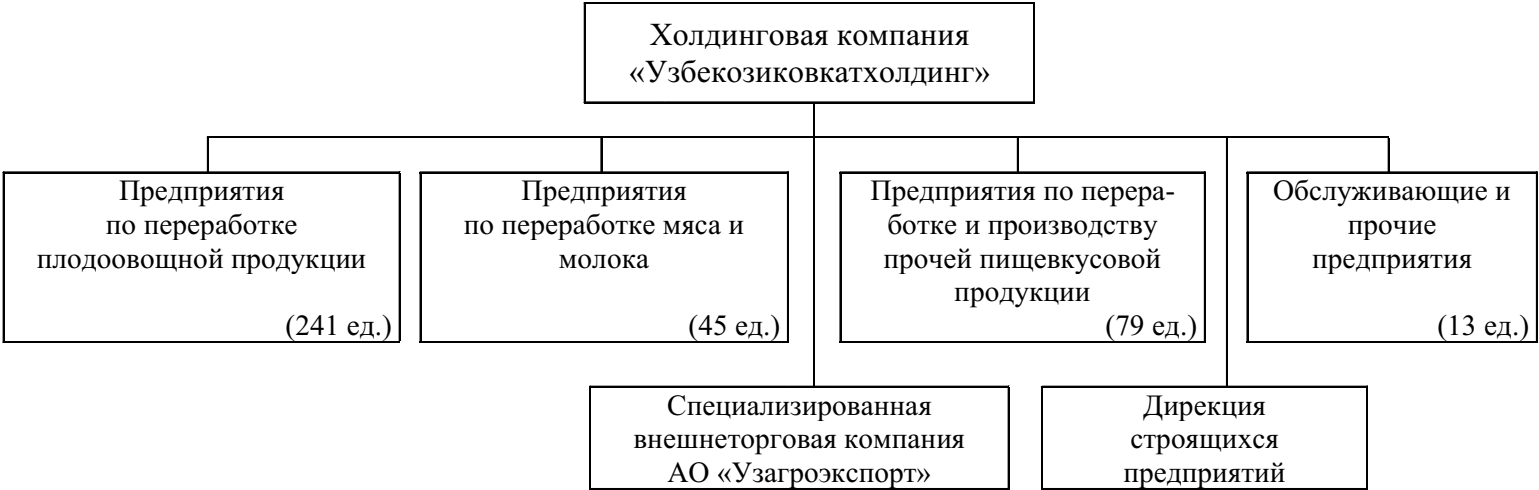 Холдинговая компания
«Узбекозиковкатхолдинг»
Предприятия
по переработке
плодоовощной продукции
(241 ед.)
Предприятия
по переработке мяса и
молока
(45 ед.)
Предприятия по перера-
ботке и производству
прочей пищевкусовой
продукции
(79 ед.)
Обслуживающие и
прочие
предприятия
(13 ед.)
Специализированная
внешнеторговая компания
АО «Узагроэкспорт»
Дирекция
строящихся
предприятий